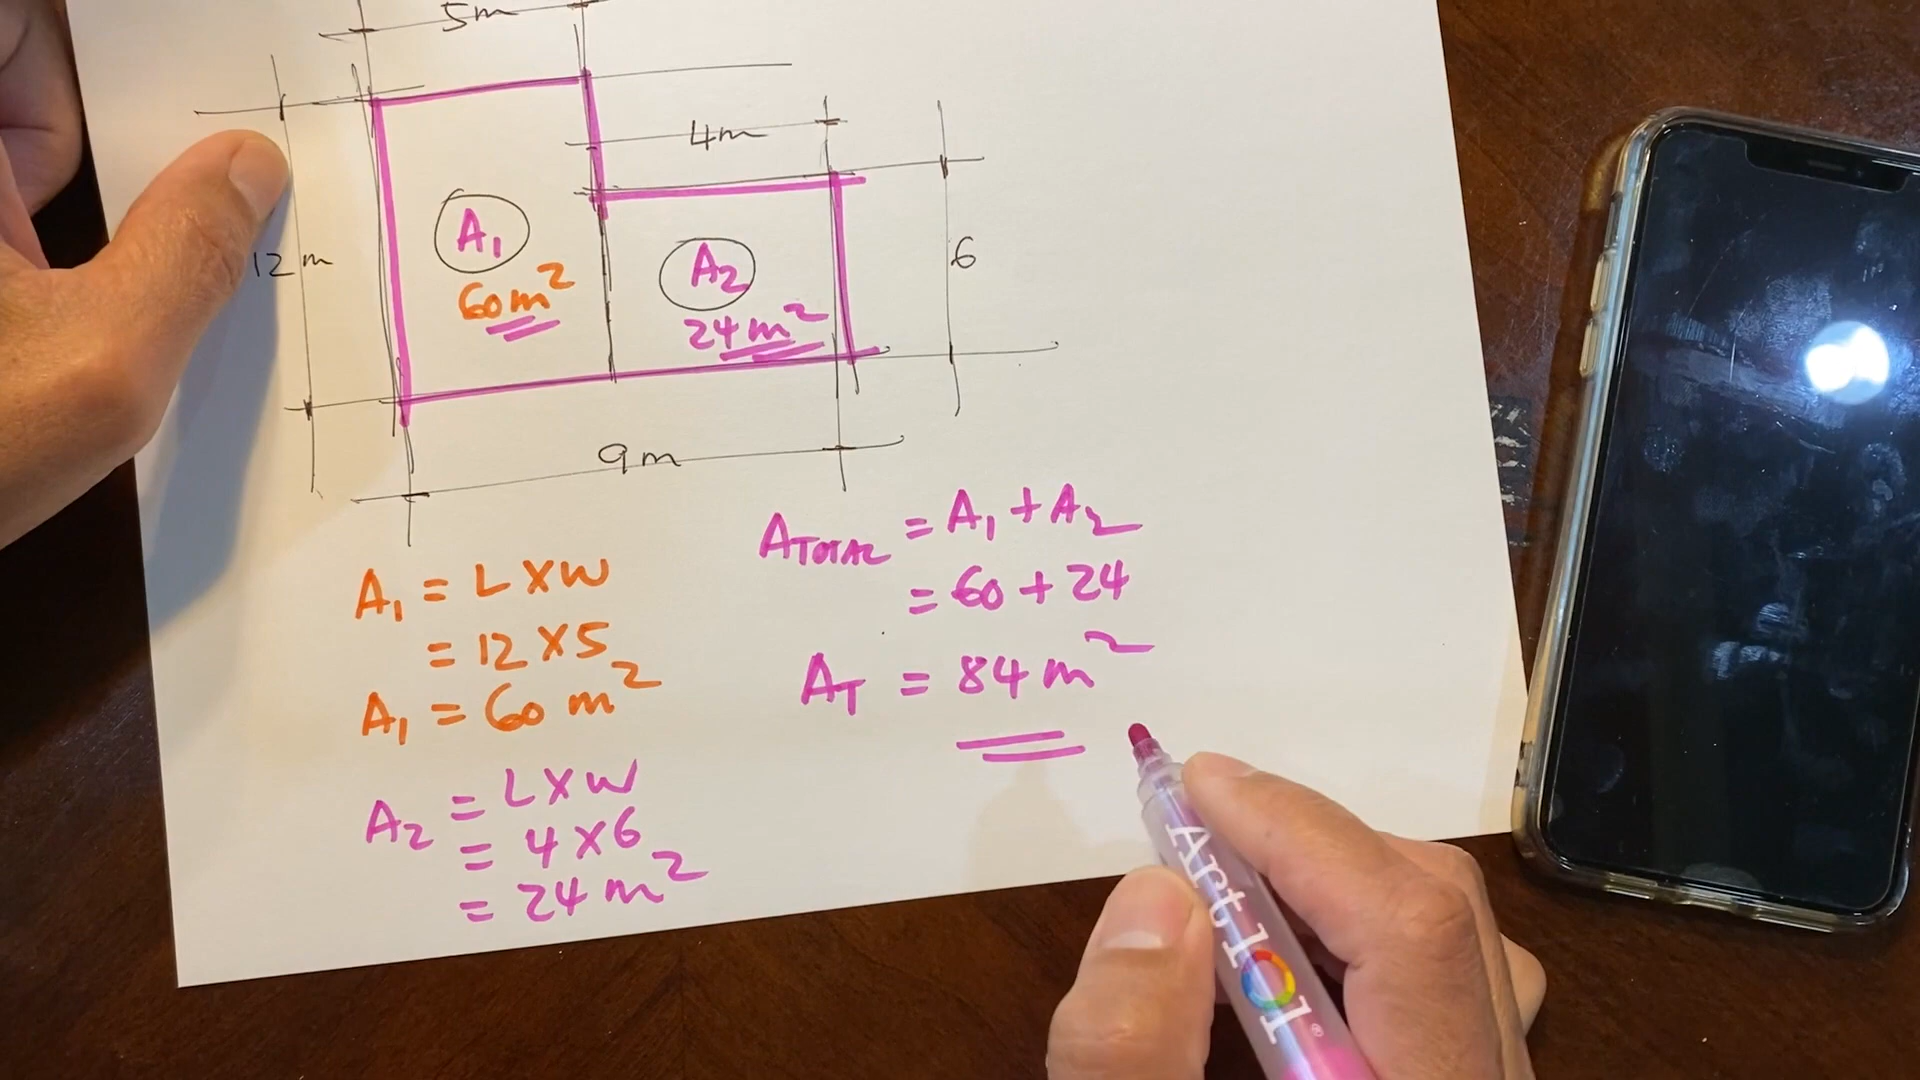 5m
4m
12m
A1
60m²
A2
24m²
6
9m
A1 = L X W
= 12 X 5
A1 = 60 m²
A2 = L X W
= 4 X 6
= 24 m²
ATOTAL = A1 + A2
= 60 + 24
AT = 84 m²
Art101®